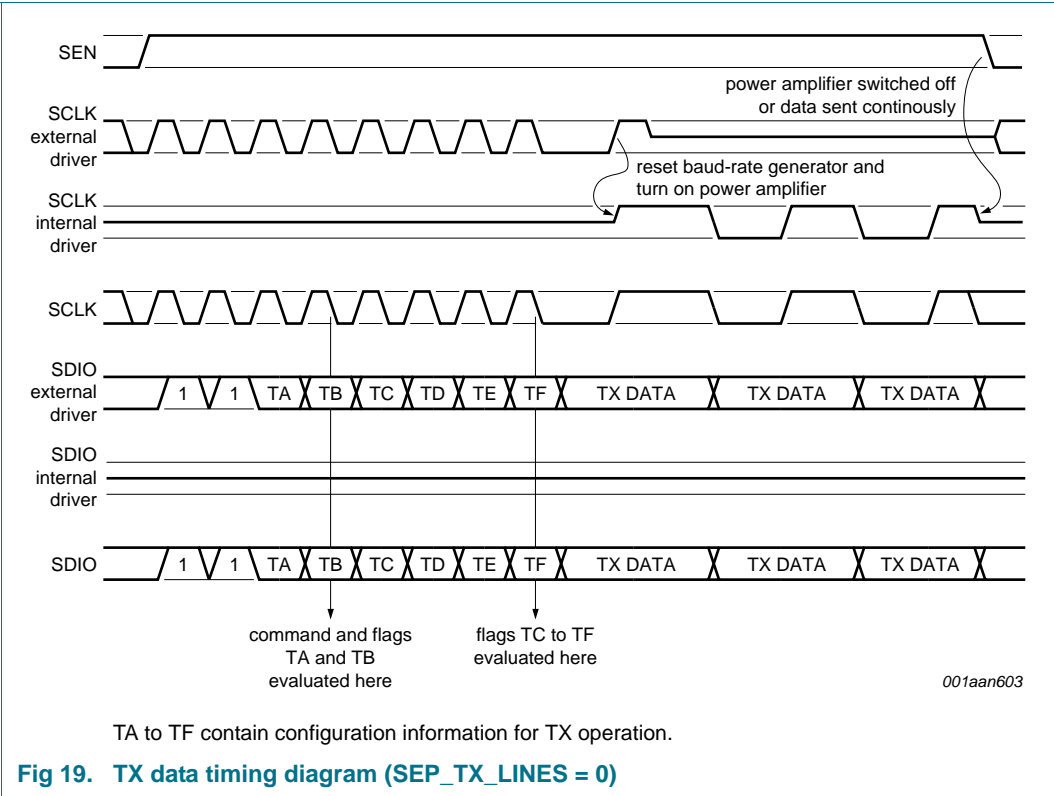 SEN
power amplifier switched off
or data sent continously
SCLK
external
driver
reset baud-rate generator and
turn on power amplifier
SCLK
internal
driver
SCLK
SDIO
external
driver
1 1 TA TB TC TD TE TF TX DATA TX DATA TX DATA
SDIO
internal
driver
SDIO 1 1 TA TB TC TD TE TF TX DATA TX DATA TX DATA
command and flags
TA and TB
evaluated here
flags TC to TF
evaluated here
001aan603
TA to TF contain configuration information for TX operation.
Fig 19. TX data timing diagram (SEP_TX_LINES = 0)